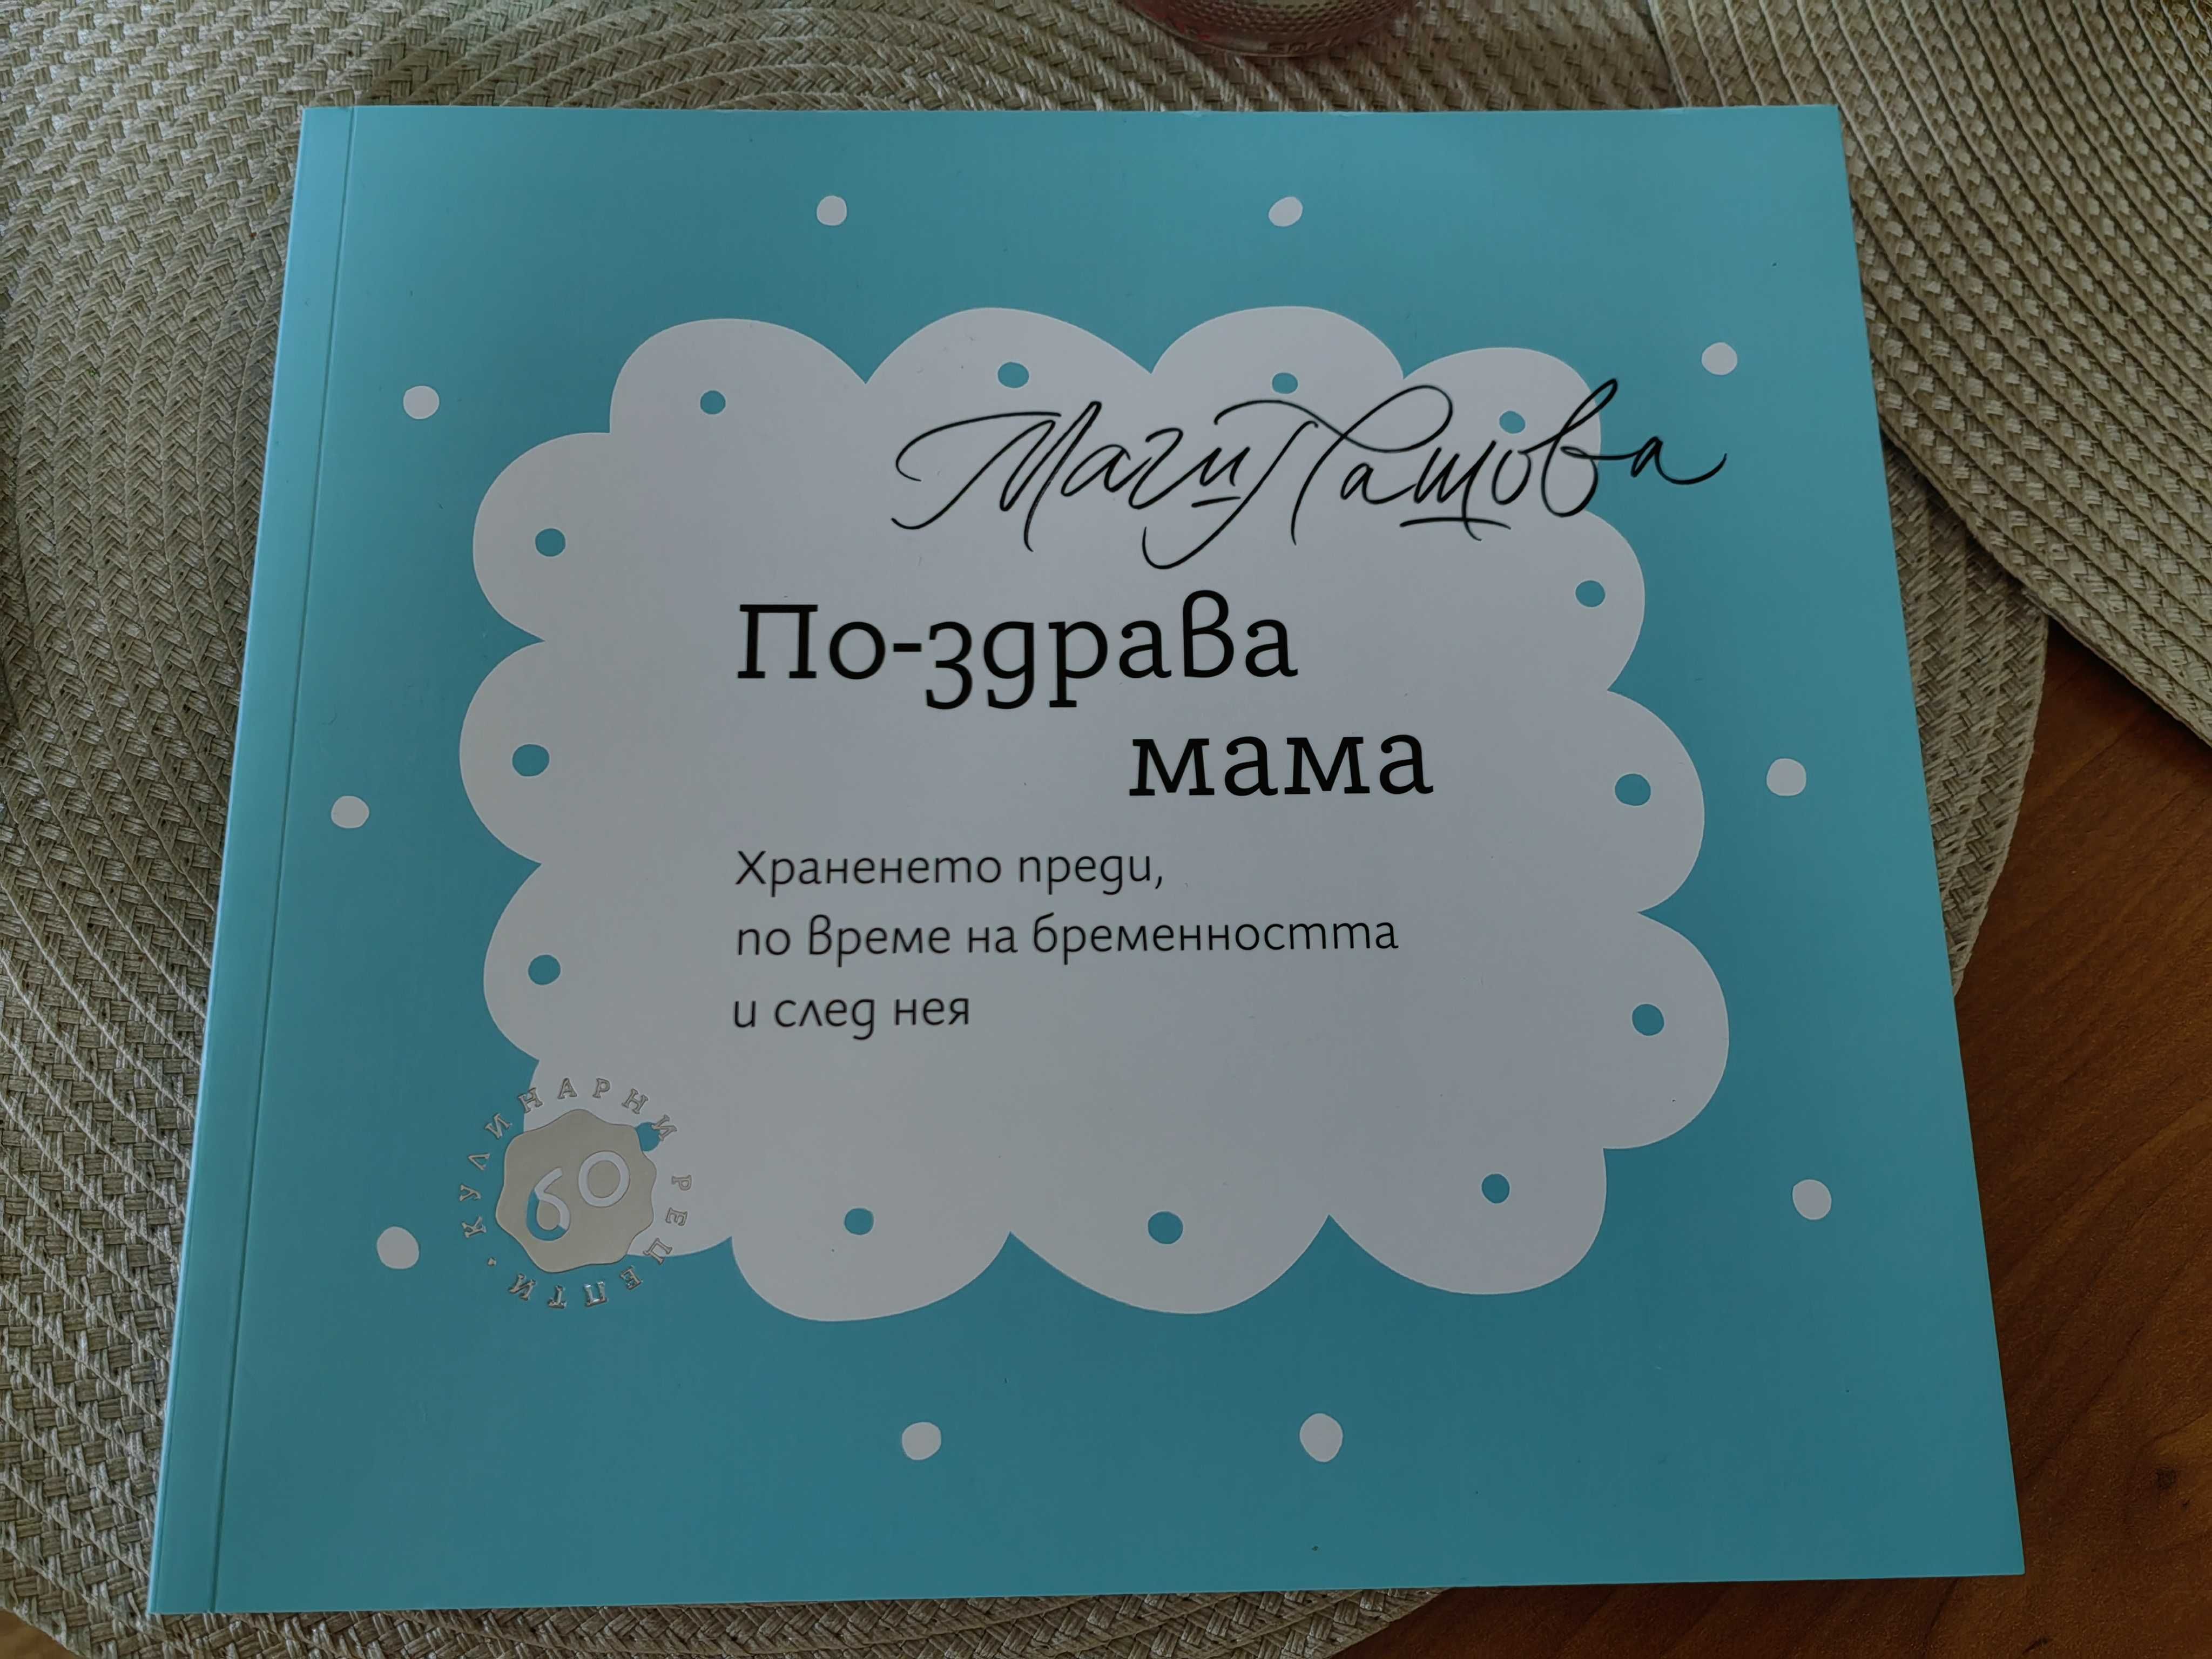 Маги Пашова
По-здрава
мама
Храненето преди,
по време на бременността
и след нея
60
КУЛИНАРНИ РЕЦЕПТИ •